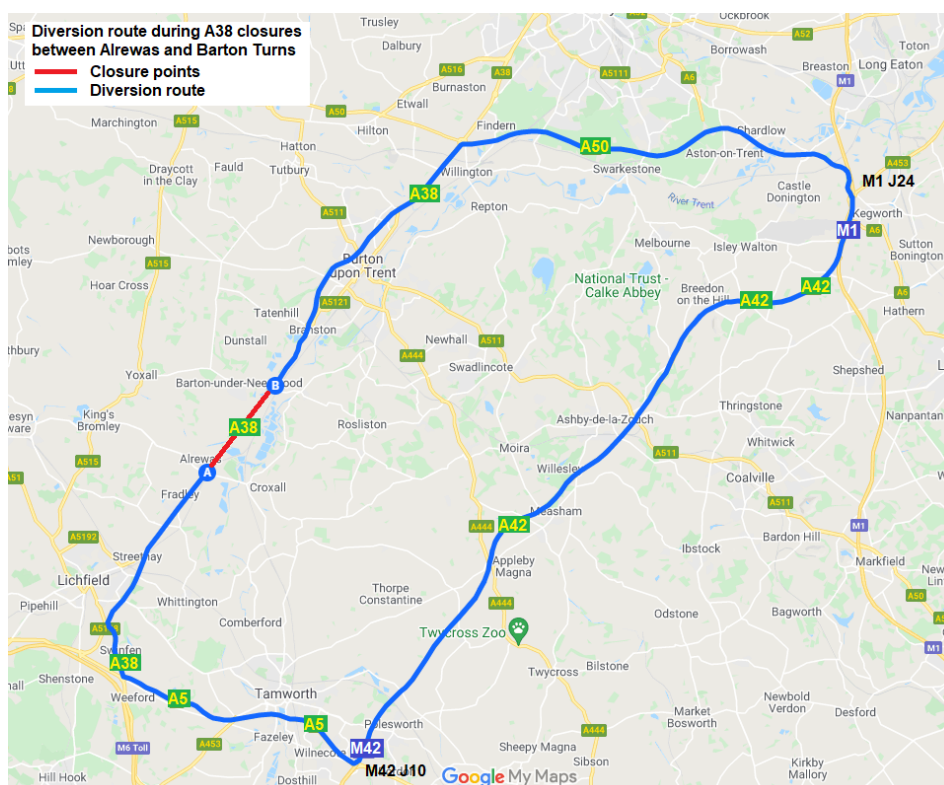 Diversion route during A38 closures
between Alrewas and Barton Turns
Closure points
Diversion route
Trusley
Ockbrook
A52
Dalbury
Borrowash
Toton
A516
A38
A5111
A6
Breaston
Long Eaton
M1
Burnaston
Etwall
Marchington
A515
A50
Hilton
Findern
Shardlow
Hatton
A50
Aston-on-Trent
A453
Draycott
in the Clay
Fauld
Tutbury
Willington
Swarkestone
M1 J24
A38
Castle
Donington
River Trent
Repton
Kegworth
A511
Newborough
Melbourne
Isley Walton
M1
A6
Burton
upon Trent
Sutton
Bonington
A515
Hoar Cross
National Trust -
Calke Abbey
Breedon
on the Hill
A42
A42
A6
A5121
Hathern
Tatenhill
Branston
Dunstall
Newhall
A511
A444
Yoxall
Swadlincote
Shepshed
Barton-under-Needwood
B
King's
Bromley
A38
Rosliston
Ashby-de-la-Zouch
Thringstone
Nanpantan
Moira
Whitwick
Alrewas
A515
A51
A
Willesley
A511
Coalville
Fradley
Croxall
A511
Measham
A444
A42
M1
A5192
Bardon Hill
Ibstock
Streethay
Appleby
Magna
Markfield
Lichfield
Thorpe
Constantine
A444
A50
Pipehill
Whittington
Odstone
Bagworth
Comberford
Twycross Zoo
Swinfen
M1
A38
Bilstone
Shenstone
Twycross
Weeford
A5
Tamworth
Newbold
Verdon
Desford
Market
Bosworth
A5
Polesworth
A444
M6 Toll
A453
Fazeley
Wilnecote
M42
Sheepy Magna
Sibson
Kirkby
Mallory
Hill Hook
Dosthill
M42 J10
Google My Maps